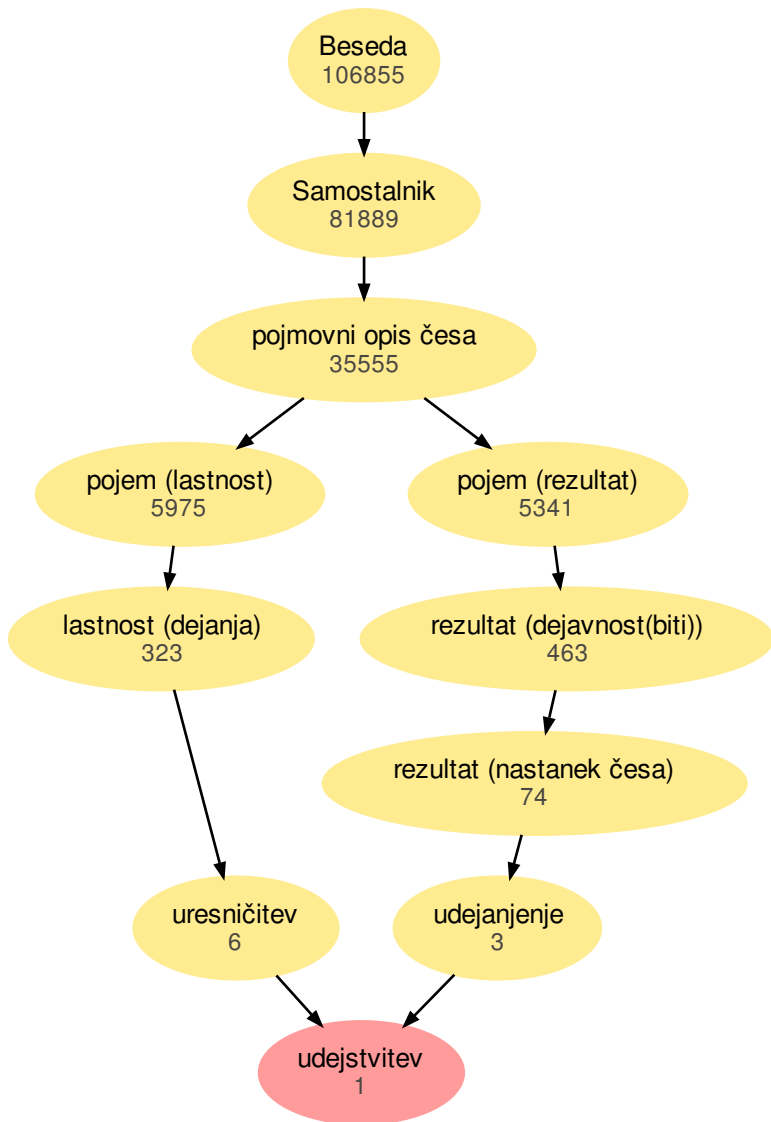 Beseda
106855
Samostalnik
81889
pojmovni opis česa
35555
pojem (lastnost)
5975
pojem (rezultat)
5341
lastnost (dejanja)
323
rezultat (dejavnost(biti))
463
rezultat (nastanek česa)
74
uresničitev
6
udejanjenje
3
udejstvitev
1